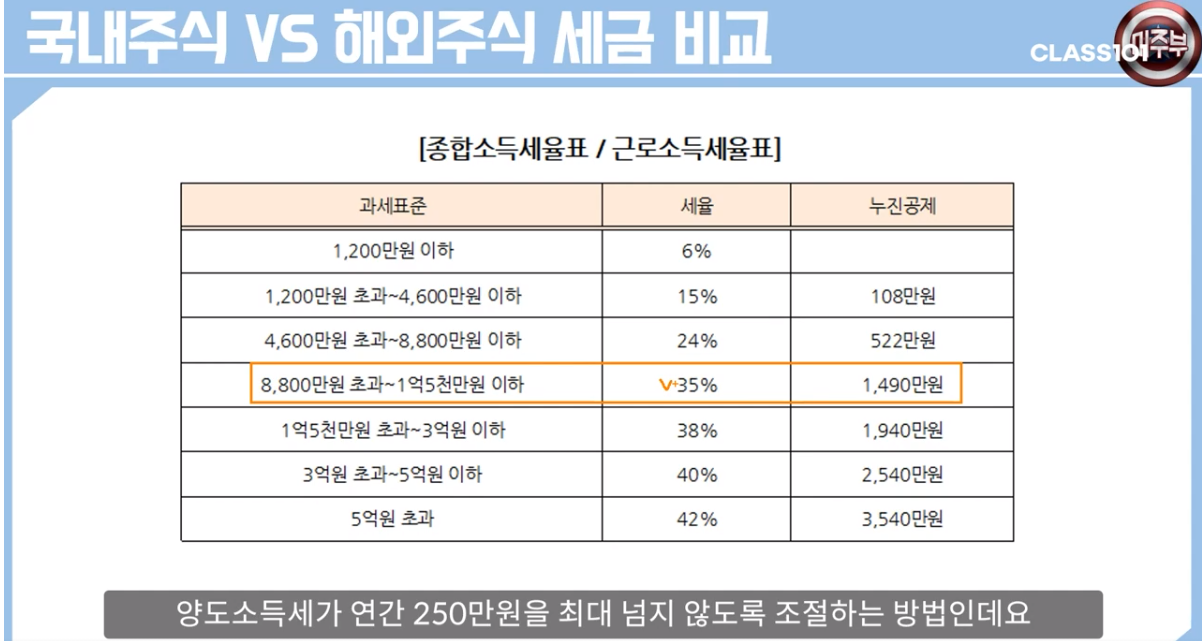 국내주식 VS 해외주식 세금 비교
CLASS101
미주부
[종합소득세율표 / 근로소득세율표]
과세표준 세율 누진공제
1,200만원 이하 6%
1,200만원 초과~4,600만원 이하 15% 108만원
4,600만원 초과~8,800만원 이하 24% 522만원
8,800만원 초과~1억5천만원 이하 35% 1,490만원
1억5천만원 초과~3억원 이하 38% 1,940만원
3억원 초과~5억원 이하 40% 2,540만원
5억원 초과 42% 3,540만원
양도소득세가 연간 250만원을 최대 넘지 않도록 조절하는 방법인데요